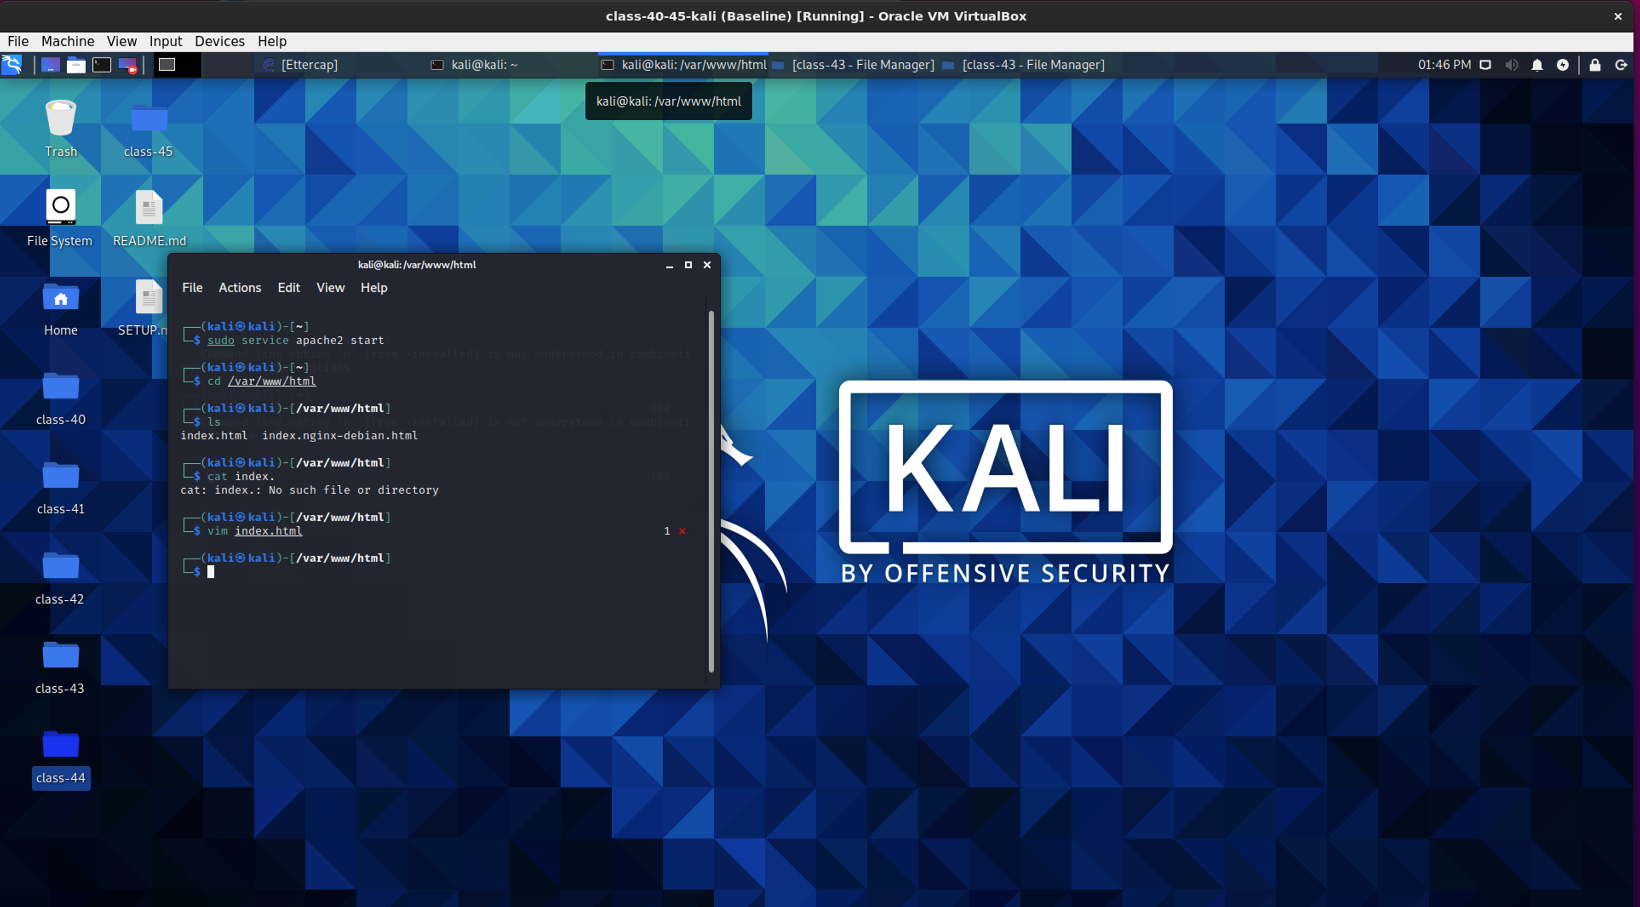 class-40-45-kali (Baseline) [Running] - Oracle VM VirtualBox
File Machine View Input Devices Help
[Ettercap] kali@kali: ~ kali@kali: /var/www/html [class-43 - File Manager] [class-43 - File Manager] 01:46 PM
kali@kali: /var/www/html
Trash
class-45
File System
README.md
Home
SETUP.m
class-40
class-41
class-42
class-43
class-44
kali@kali: /var/www/html
File Actions Edit View Help
┌──(kali㉿kali)-[~]
└─$ sudo service apache2 start
┌──(kali㉿kali)-[~]
└─$ cd /var/www/html
┌──(kali㉿kali)-[/var/www/html]
└─$ ls
index.html index.nginx-debian.html
┌──(kali㉿kali)-[/var/www/html]
└─$ cat index.
cat: index.: No such file or directory
┌──(kali㉿kali)-[/var/www/html]
└─$ vim index.html 1 ⨯
┌──(kali㉿kali)-[/var/www/html]
└─$
KALI
BY OFFENSIVE SECURITY